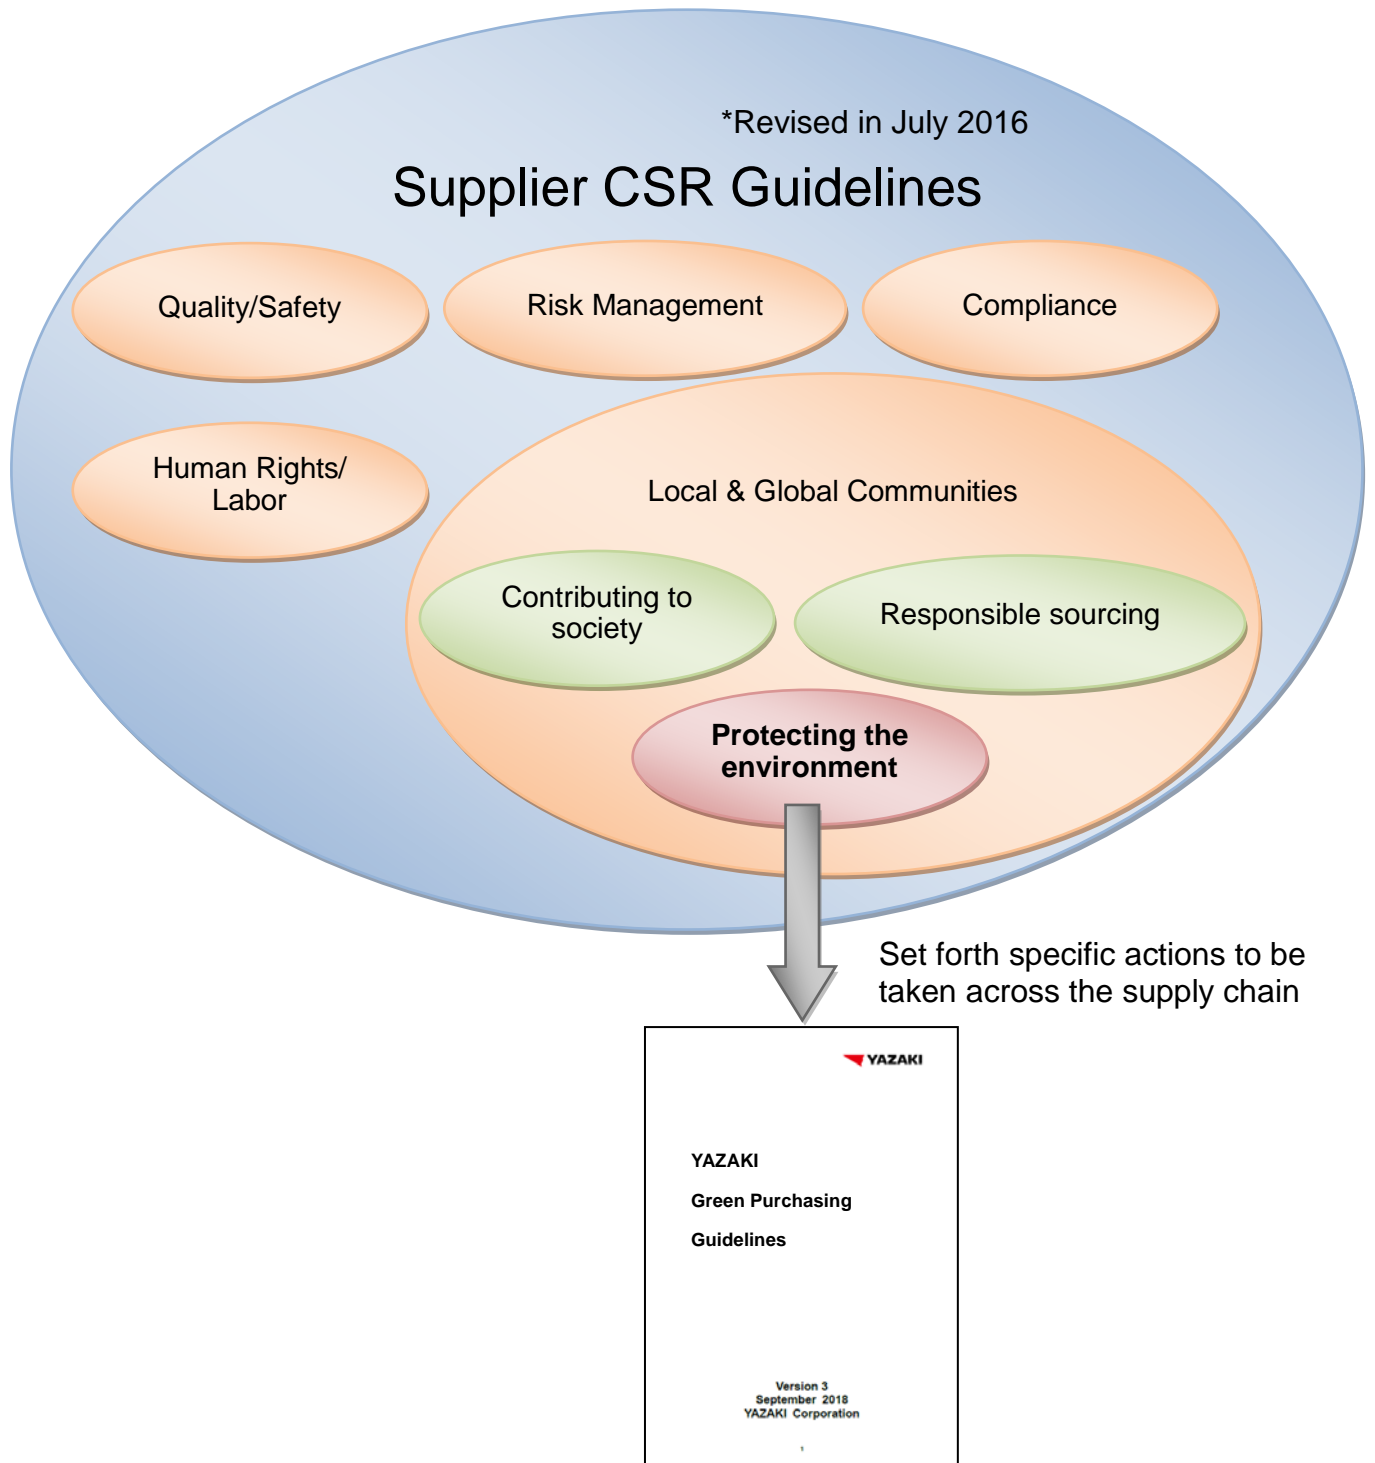 *Revised in July 2016
Supplier CSR Guidelines
Quality/Safety
Risk Management
Compliance
Human Rights/
Labor
Local & Global Communities
Contributing to
society
Responsible sourcing
Protecting the
environment
Set forth specific actions to be
taken across the supply chain
YAZAKI
YAZAKI
Green Purchasing
Guidelines
Version 3
September 2018
YAZAKI Corporation
1